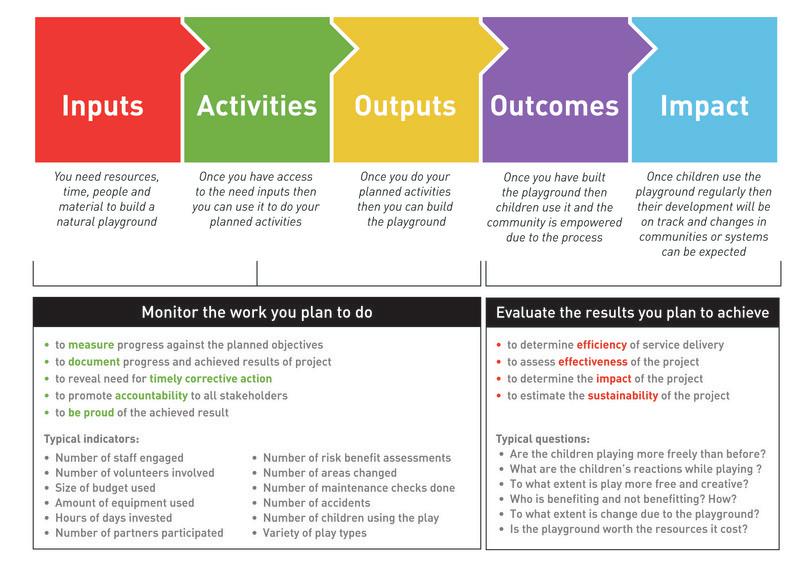 Inputs
Activities
Outputs
Outcomes
Impact
You need resources,
time, people and
material to build a
natural playground
Once you have access
to the need inputs then
you can use it to do your
planned activities
Once you do your
planned activities
then you can build
the playground
Once you have built
the playground then
children use it and the
community is empowered
due to the process
Once children use the
playground regularly then
their development will be
on track and changes in
communities or systems
can be expected
Monitor the work you plan to do
• to measure progress against the planned objectives
• to document progress and achieved results of project
• to reveal need for timely corrective action
• to promote accountability to all stakeholders
• to be proud of the achieved result
Typical indicators:
• Number of staff engaged
• Number of volunteers involved
• Size of budget used
• Amount of equipment used
• Hours of days invested
• Number of partners participated
• Number of risk benefit assessments
• Number of areas changed
• Number of maintenance checks done
• Number of accidents
• Number of children using the play
• Variety of play types
Evaluate the results you plan to achieve
• to determine efficiency of service delivery
• to assess effectiveness of the project
• to determine the impact of the project
• to estimate the sustainability of the project
Typical questions:
• Are the children playing more freely than before?
• What are the children's reactions while playing ?
• To what extent is play more free and creative?
• Who is benefiting and not benefitting? How?
• To what extent is change due to the playground?
• Is the playground worth the resources it cost?